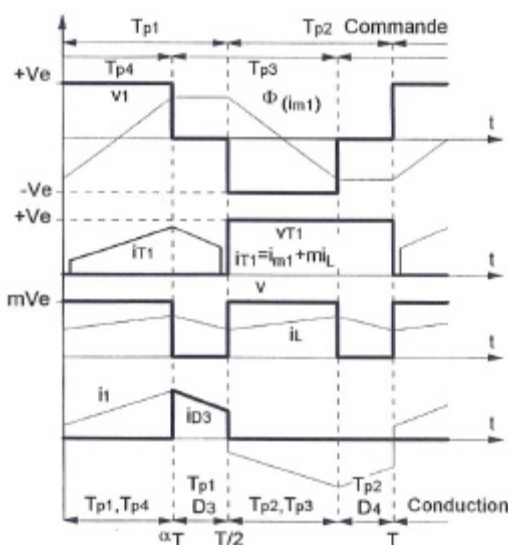 Tp1 Tp2 Commande
+Ve Tp4 Tp3
v1 Φ(im1)
t
-Ve
+Ve
vT1
iT1 iT1=im1+miL
t
mVe v
iL
t
i1
iD3
t
Tp1 Tp2
Tp1,Tp4 D3 Tp2,Tp3 D4 Conduction
αT T/2 T